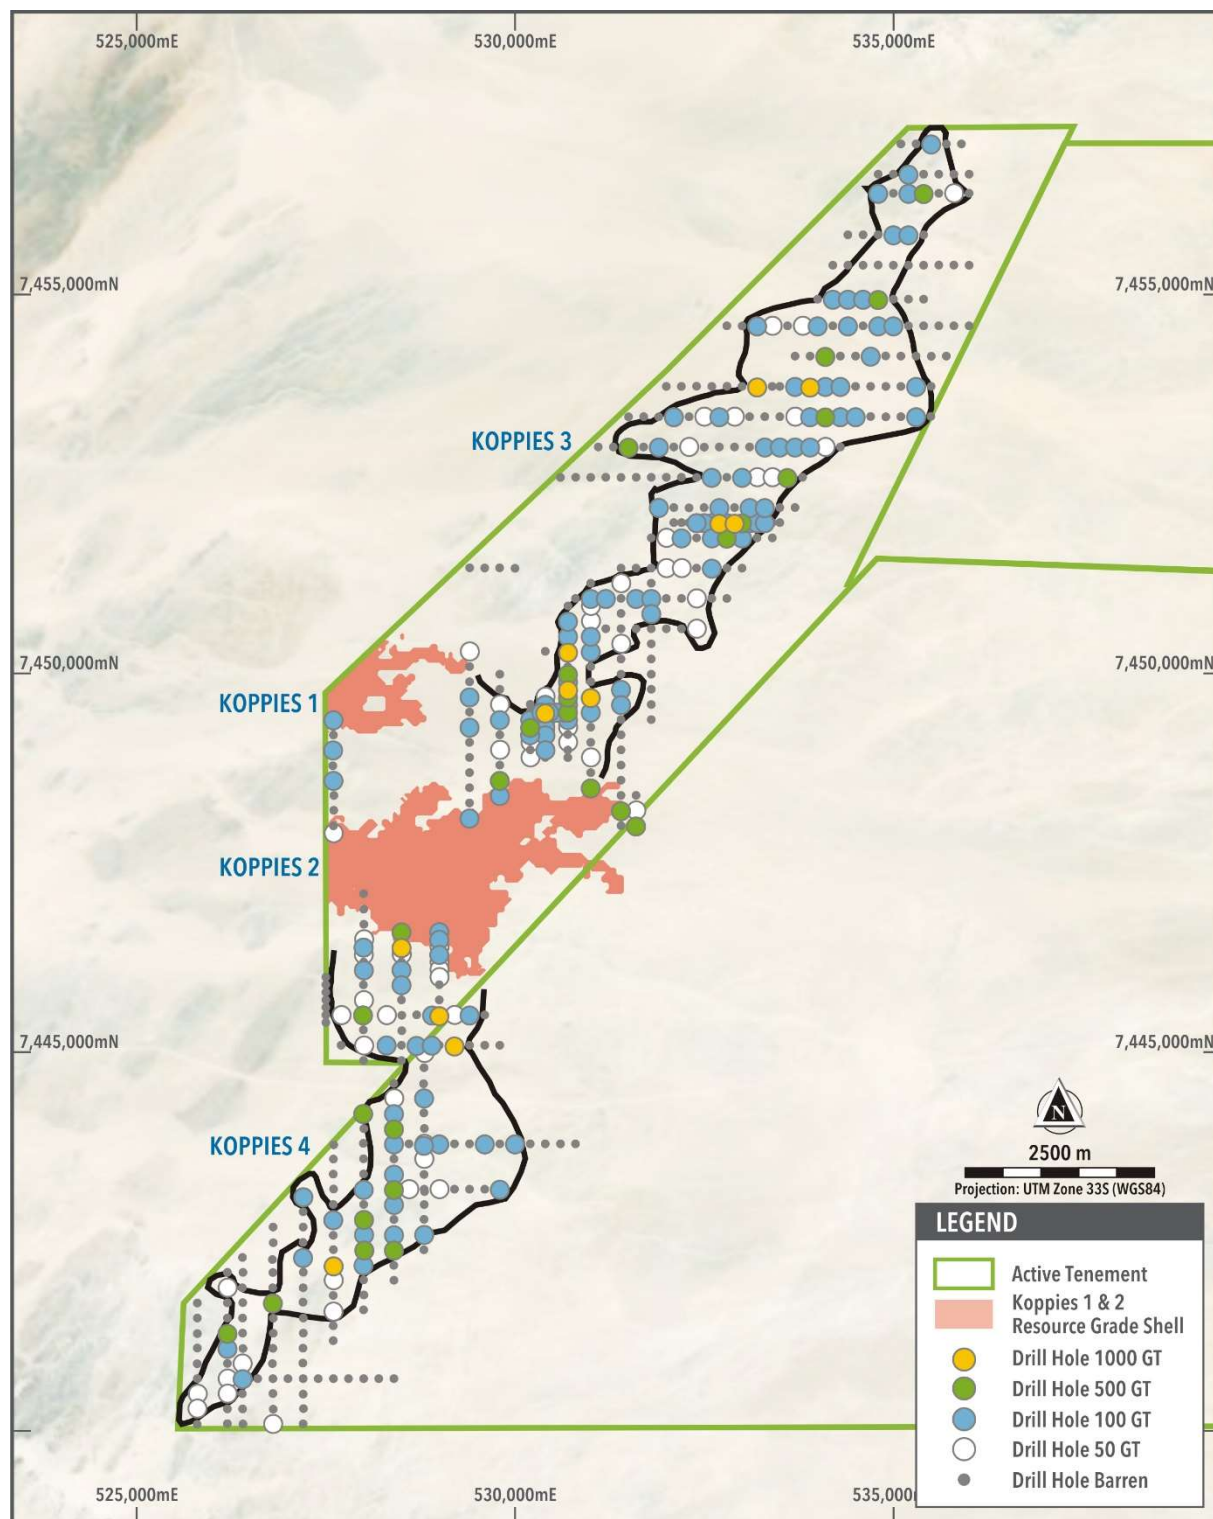 525,000mE 530,000mE 535,000mE
7,455,000mN 7,455,000mN
KOPPIES 3
7,450,000mN 7,450,000mN
KOPPIES 1
KOPPIES 2
7,445,000mN 7,445,000mN
KOPPIES 4
N
2500 m
Projection: UTM Zone 33S (WGS84)
LEGEND
Active Tenement
Koppies 1 & 2
Resource Grade Shell
Drill Hole 1000 GT
Drill Hole 500 GT
Drill Hole 100 GT
Drill Hole 50 GT
Drill Hole Barren
525,000mE 530,000mE 535,000